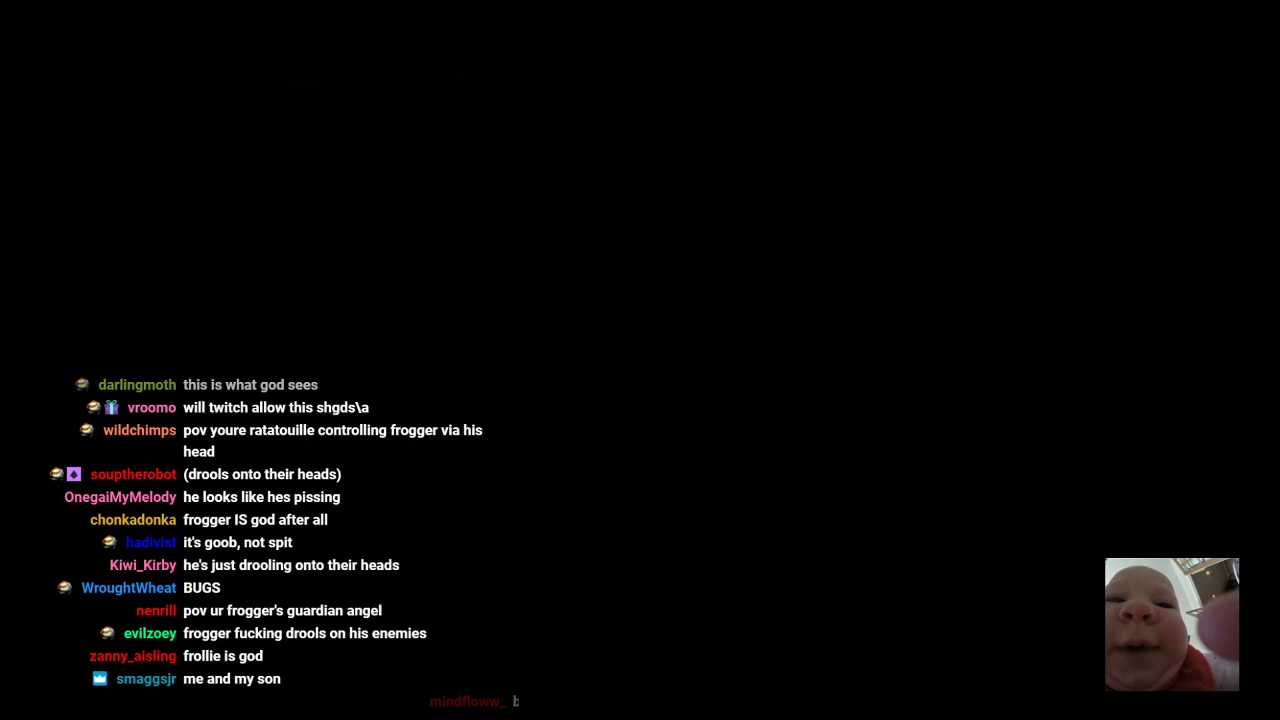 darlingmoth this is what god sees
vroomo will twitch allow this shgds\a
wildchimps pov youre ratatouille controlling frogger via his
head
souptherobot (drools onto their heads)
OnegaiMyMelody he looks like hes pissing
chonkadonka frogger IS god after all
hadivist it's goob, not spit
Kiwi_Kirby he's just drooling onto their heads
WroughtWheat BUGS
nenrill pov ur frogger's guardian angel
evilzoey frogger fucking drools on his enemies
zanny_aisling frollie is god
smaggsjr me and my son
mindfloww_ b